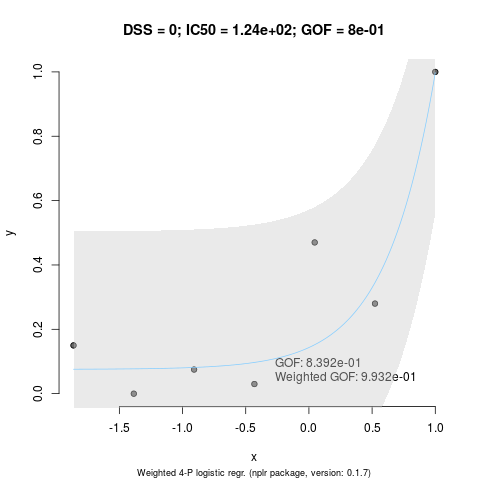 DSS = 0; IC50 = 1.24e+02; GOF = 8e-01
1.0
0.8
0.6
y
0.4
0.2
0.0
GOF: 8.392e-01
Weighted GOF: 9.932e-01
-1.5 -1.0 -0.5 0.0 0.5 1.0
x
Weighted 4-P logistic regr. (nplr package, version: 0.1.7)